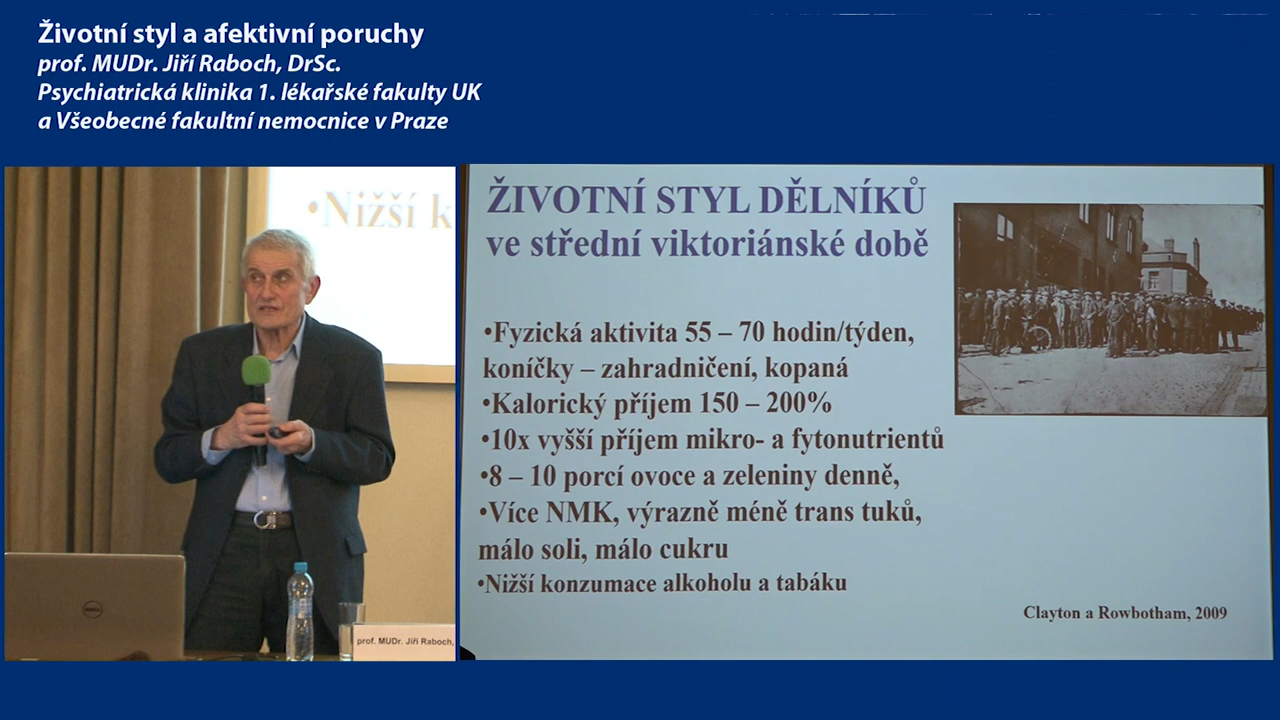 Životní styl a afektivní poruchy
prof. MUDr. Jiří Raboch, DrSc.
Psychiatrická klinika 1. lékařské fakulty UK
a Všeobecné fakultní nemocnice v Praze
•Nižší k
DELL
prof. MUDr. Jiří Raboch,
ŽIVOTNÍ STYL DĚLNÍKŮ
ve střední viktoriánské době
•Fyzická aktivita 55 – 70 hodin/týden,
koníčky – zahradničení, kopaná
•Kalorický příjem 150 – 200%
•10x vyšší příjem mikro- a fytonutrientů
•8 – 10 porcí ovoce a zeleniny denně,
•Více NMK, výrazně méně trans tuků,
málo soli, málo cukru
•Nižší konzumace alkoholu a tabáku
Clayton a Rowbotham, 2009